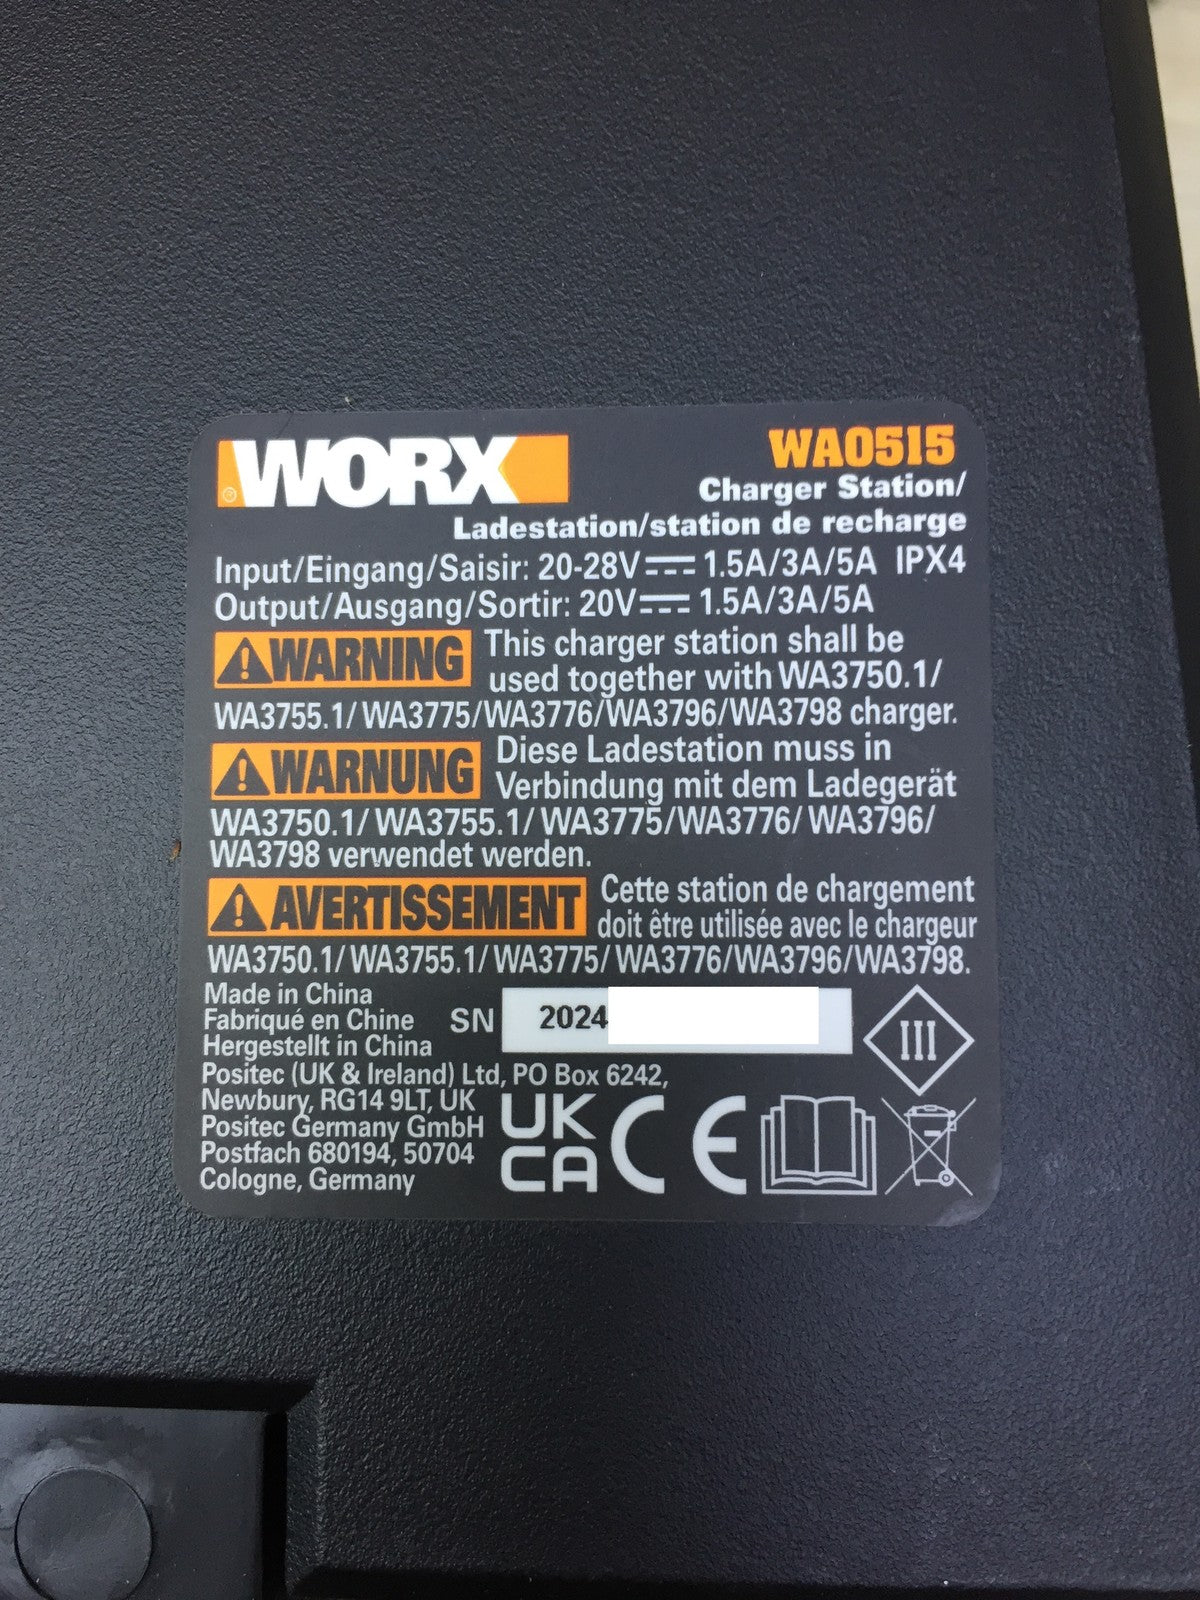 ® WORX WA0515
Charger Station/
Ladestation/station de recharge
Input/Eingang/Saisir: 20-28V⎓1.5A/3A/5A IPX4
Output/Ausgang/Sortir: 20V⎓1.5A/3A/5A
WARNING This charger station shall be
used together with WA3750.1/
WA3755.1/WA3775/WA3776/WA3796/WA3798 charger.
WARNUNG Diese Ladestation muss in
Verbindung mit dem Ladegerät
WA3750.1/WA3755.1/WA3775/WA3776/WA3796/
WA3798 verwendet werden.
AVERTISSEMENT Cette station de chargement
doit être utilisée avec le chargeur
WA3750.1/WA3755.1/WA3775/WA3776/WA3796/WA3798.
Made in China
Fabriqué en Chine
Hergestellt in China
SN 2024
III
Positec (UK & Ireland) Ltd, PO Box 6242,
Newbury, RG14 9LT, UK
Positec Germany GmbH
Postfach 680194, 50704
Cologne, Germany
UK
CA
CE